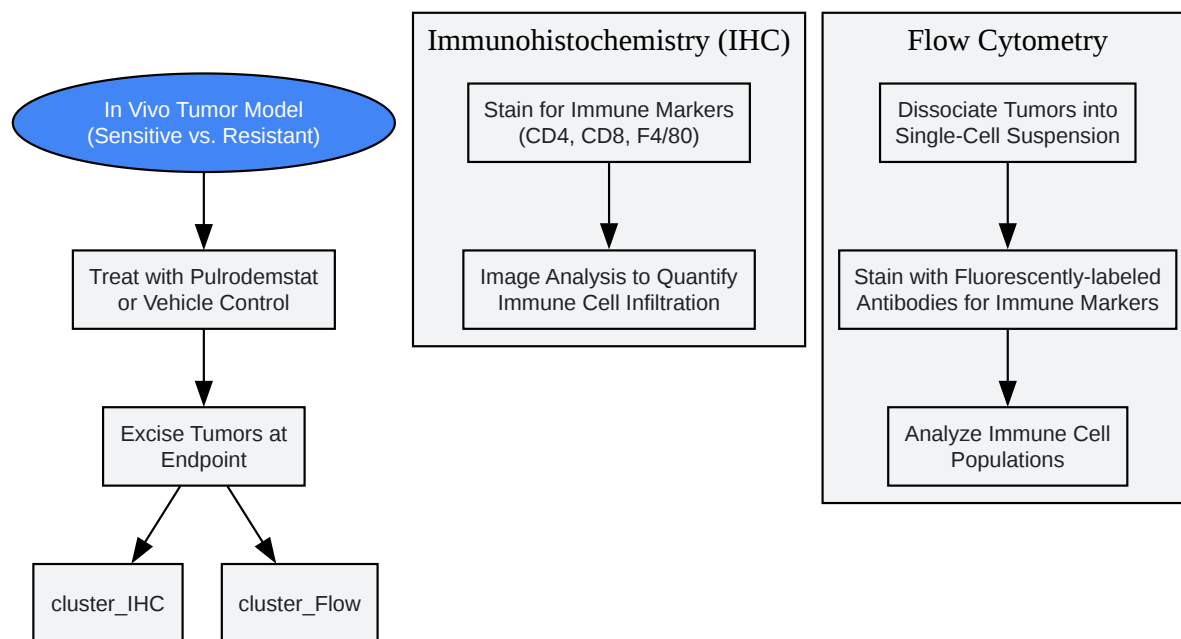 In Vivo Tumor Model
(Sensitive vs. Resistant)
Treat with Pulrodemstat
or Vehicle Control
Excise Tumors at
Endpoint
cluster_IHC
cluster_Flow
Immunohistochemistry (IHC)
Stain for Immune Markers
(CD4, CD8, F4/80)
Image Analysis to Quantify
Immune Cell Infiltration
Flow Cytometry
Dissociate Tumors into
Single-Cell Suspension
Stain with Fluorescently-labeled
Antibodies for Immune Markers
Analyze Immune Cell
Populations